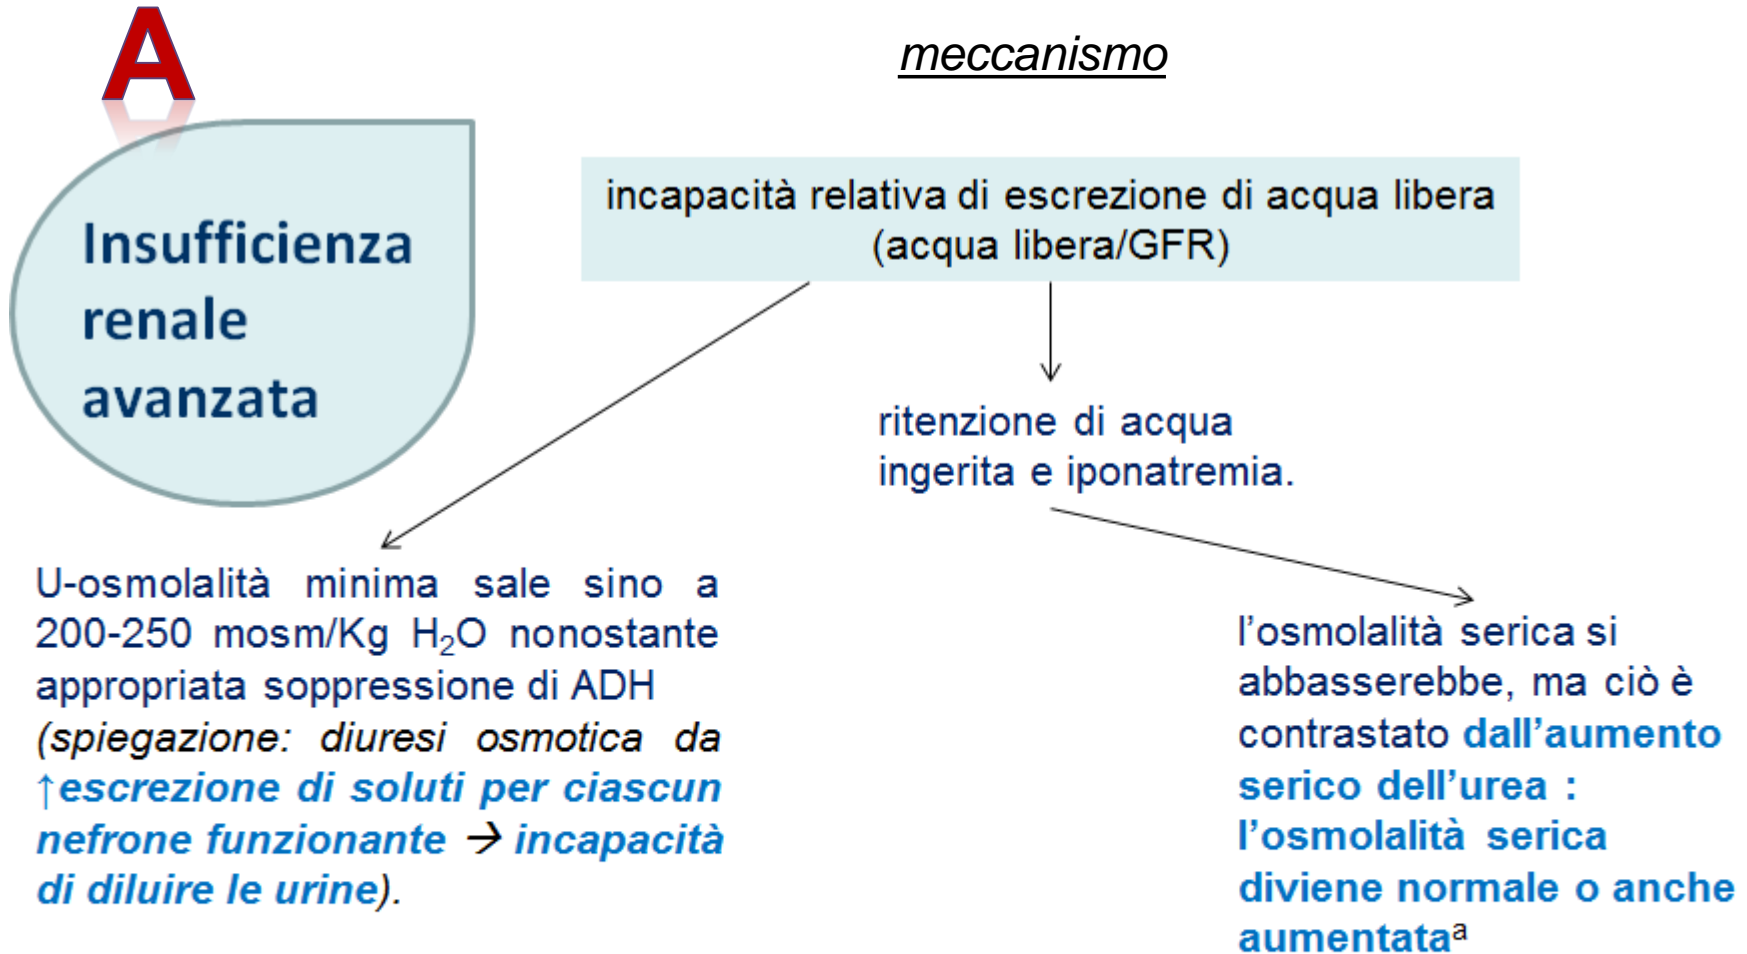 A
meccanismo
Insufficienza
renale
avanzata
incapacità relativa di escrezione di acqua libera
(acqua libera/GFR)
ritenzione di acqua
ingerita e iponatremia.
U-osmolalità minima sale sino a
200-250 mosm/Kg H₂O nonostante
appropriata soppressione di ADH
(spiegazione: diuresi osmotica da
↑escrezione di soluti per ciascun
nefrone funzionante → incapacità
di diluire le urine).
l'osmolalità serica si
abbasserebbe, ma ciò è
contrastato dall'aumento
serico dell'urea :
l'osmolalità serica
diviene normale o anche
aumentataᵃ